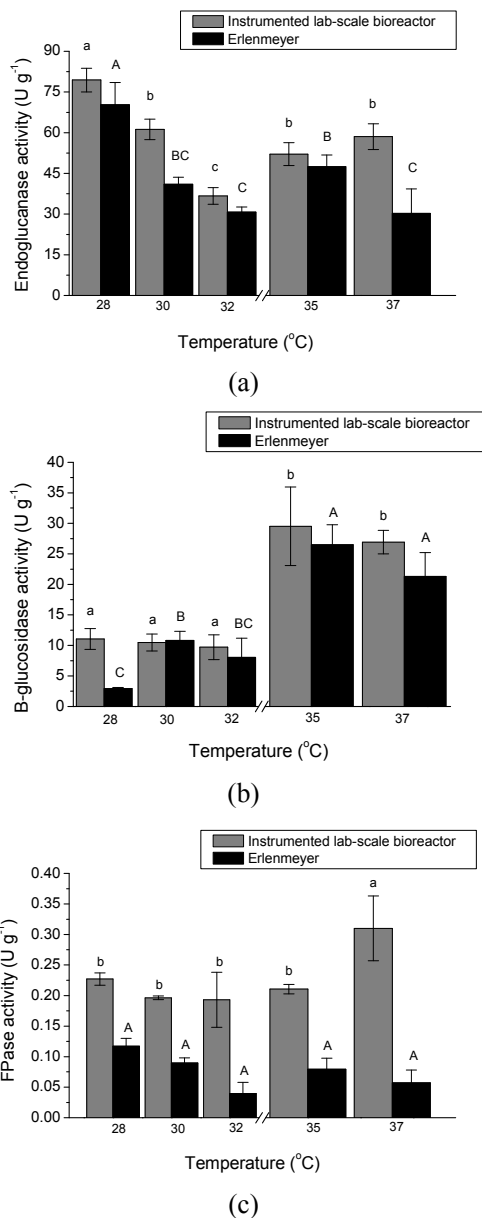 Instrumented lab-scale bioreactor
Erlenmeyer
Endoglucanase activity (U g⁻¹)
90
75
60
45
30
15
0
a A b BC c C b B b C
28 30 32 35 37
Temperature (°C)
(a)
Instrumented lab-scale bioreactor
Erlenmeyer
B-glucosidase activity (U g⁻¹)
40
35
30
25
20
15
10
5
0
a C a B a BC b A b A
28 30 32 35 37
Temperature (°C)
(b)
Instrumented lab-scale bioreactor
Erlenmeyer
FPase activity (U g⁻¹)
0.40
0.35
0.30
0.25
0.20
0.15
0.10
0.05
0.00
b A b A b A b A a A
28 30 32 35 37
Temperature (°C)
(c)